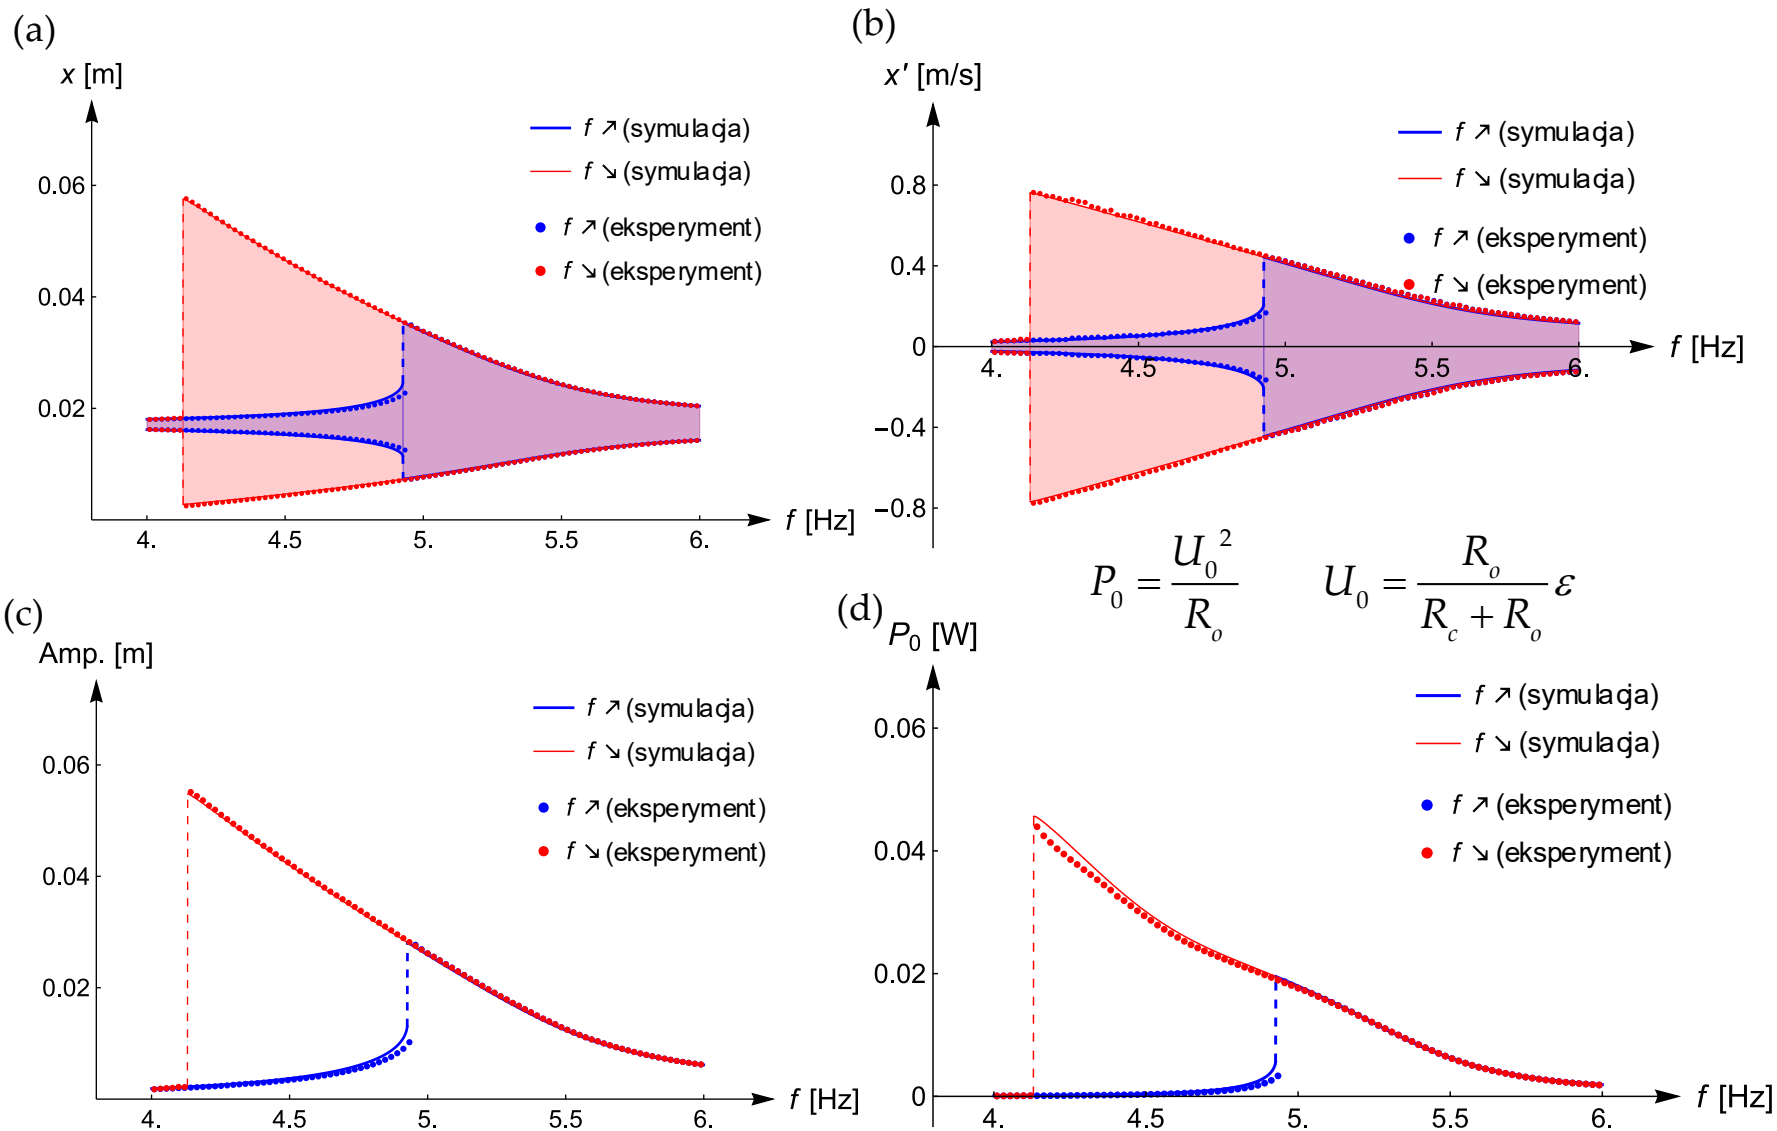 (a)
x [m]
f ↗ (symulacja)
f ↘ (symulacja)
f ↗ (eksperyment)
f ↘ (eksperyment)
0.06
0.04
0.02
4. 4.5 5. 5.5 6.
f [Hz]
(b)
x′ [m/s]
f ↗ (symulacja)
f ↘ (symulacja)
f ↗ (eksperyment)
f ↘ (eksperyment)
0.8
0.4
0
−0.4
−0.8
4. 4.5 5. 5.5 6.
f [Hz]
P₀ = U₀² / Rₒ
U₀ = Rₒ / (R_c + Rₒ) ε
(c)
Amp. [m]
f ↗ (symulacja)
f ↘ (symulacja)
f ↗ (eksperyment)
f ↘ (eksperyment)
0.06
0.04
0.02
4. 4.5 5. 5.5 6.
f [Hz]
(d)
P₀ [W]
f ↗ (symulacja)
f ↘ (symulacja)
f ↗ (eksperyment)
f ↘ (eksperyment)
0.06
0.04
0.02
0
4. 4.5 5. 5.5 6.
f [Hz]